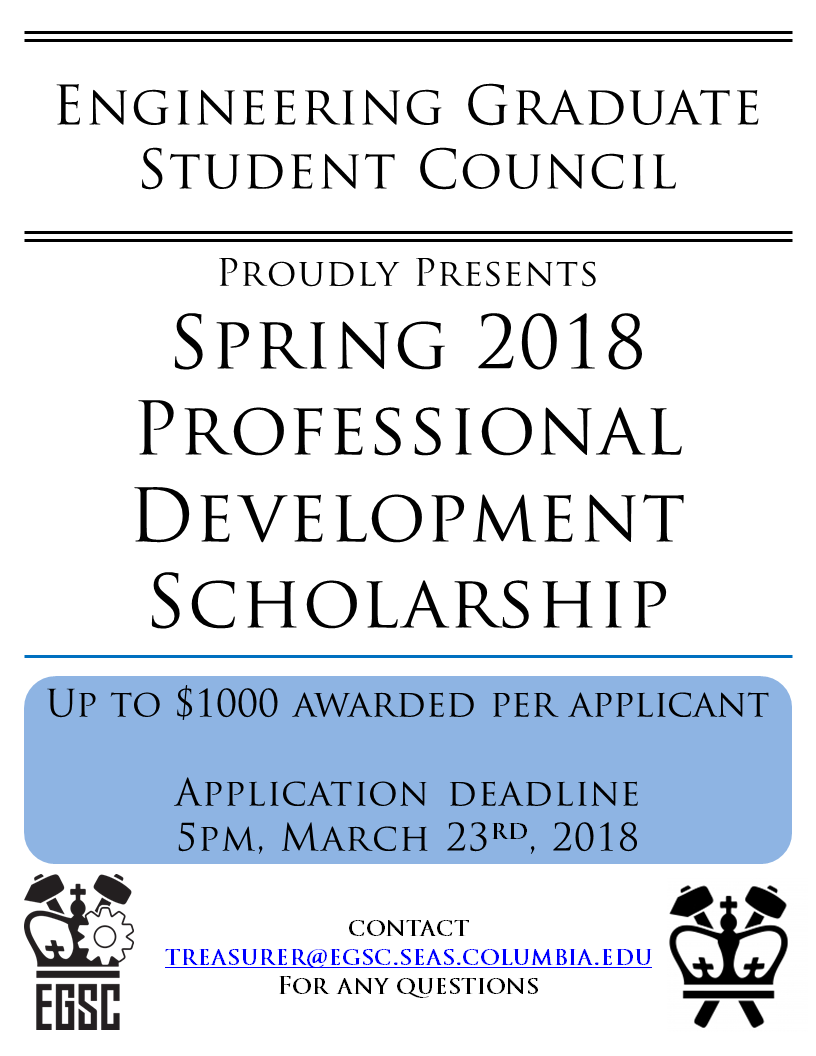 Engineering Graduate
Student Council
Proudly Presents
Spring 2018
Professional
Development
Scholarship
Up to $1000 awarded per applicant
Application deadline
5pm, March 23rd, 2018
contact
treasurer@egsc.seas.columbia.edu
For any questions
EGSC